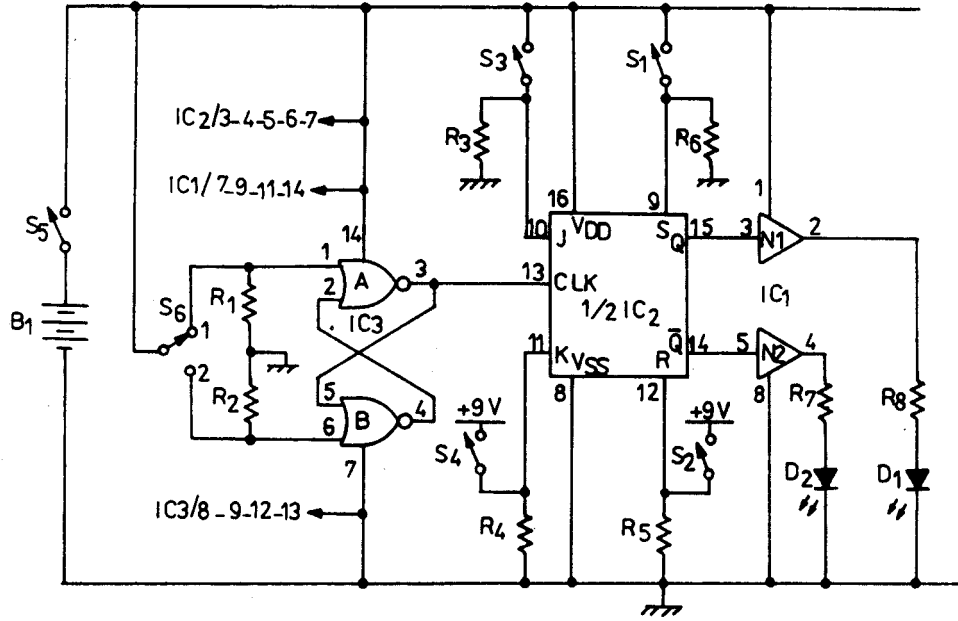 S3
S1
IC2/3-4-5-6-7
R3
R6
IC1/7-9-11-14
1
16
9
S5
14
10
J
VDD
S
Q
15
3
N1
2
1
A
3
13
CLK
2
R1
IC3
1/2 IC2
IC1
B1
S6
1
11
K
VSS
R
Q̅
14
5
N2
4
2
R2
5
B
4
8
12
8
R7
R8
6
+9V
+9V
7
S4
S2
D2
D1
IC3/8-9-12-13
R4
R5